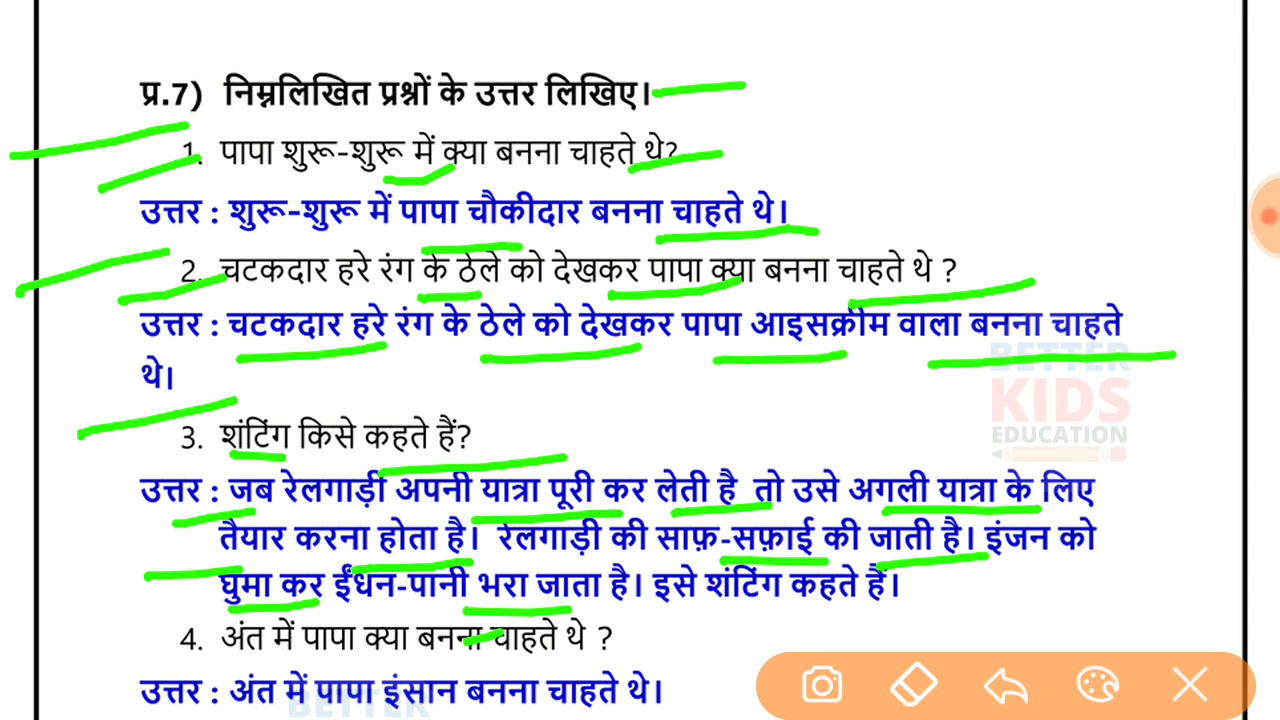 प्र.7) निम्नलिखित प्रश्नों के उत्तर लिखिए।
1. पापा शुरू-शुरू में क्या बनना चाहते थे?
उत्तर : शुरू-शुरू में पापा चौकीदार बनना चाहते थे।
2. चटकदार हरे रंग के ठेले को देखकर पापा क्या बनना चाहते थे ?
उत्तर : चटकदार हरे रंग के ठेले को देखकर पापा आइसक्रीम वाला बनना चाहते
थे।
BETTER
KIDS
EDUCATION
3. शंटिंग किसे कहते हैं?
उत्तर : जब रेलगाड़ी अपनी यात्रा पूरी कर लेती है तो उसे अगली यात्रा के लिए
तैयार करना होता है। रेलगाड़ी की साफ़-सफ़ाई की जाती है। इंजन को
घुमा कर ईंधन-पानी भरा जाता है। इसे शंटिंग कहते हैं।
4. अंत में पापा क्या बनना चाहते थे ?
उत्तर : अंत में पापा इंसान बनना चाहते थे।
BETTER